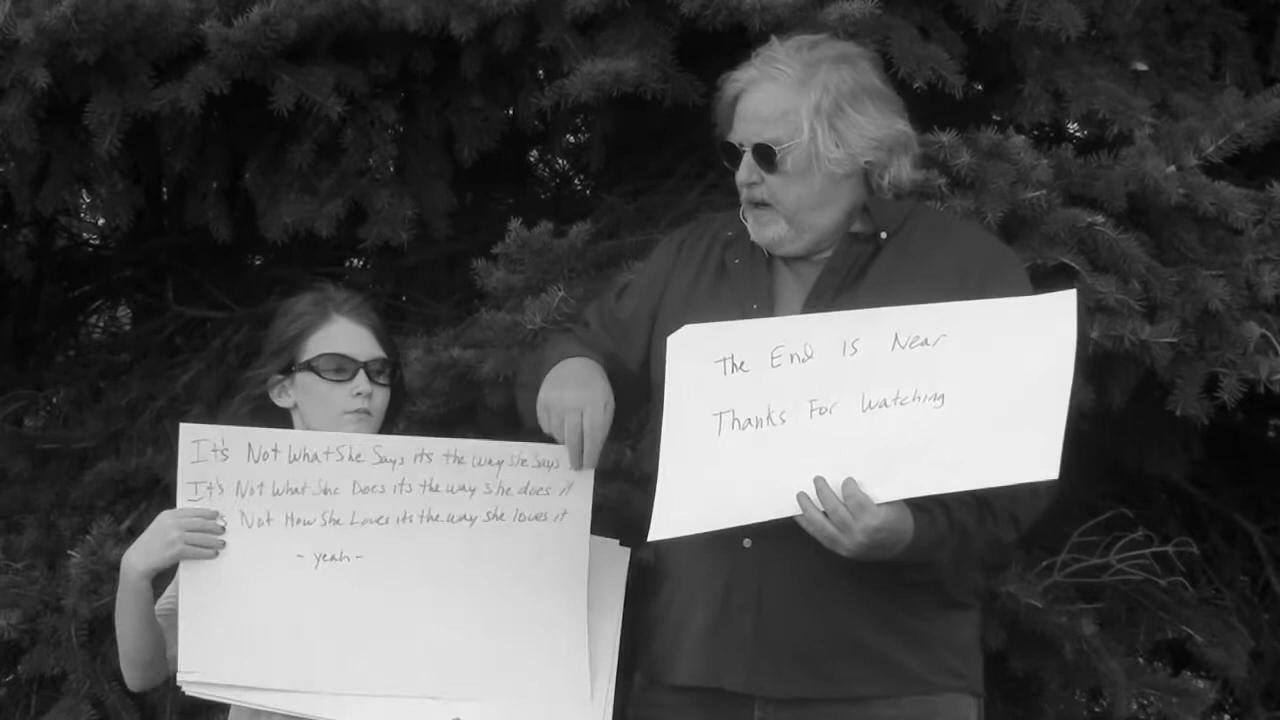 It's Not What She Says its the way she says
It's Not What She Does its the way she does it
Not How She Loves its the way she loves it
- yeah -
The End Is Near
Thanks For Watching